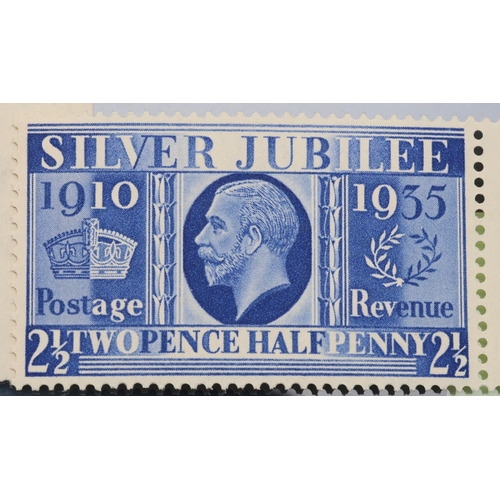 SILVER JUBILEE
1910 1935
Postage Revenue
2½ TWOPENCE HALFPENNY 2½